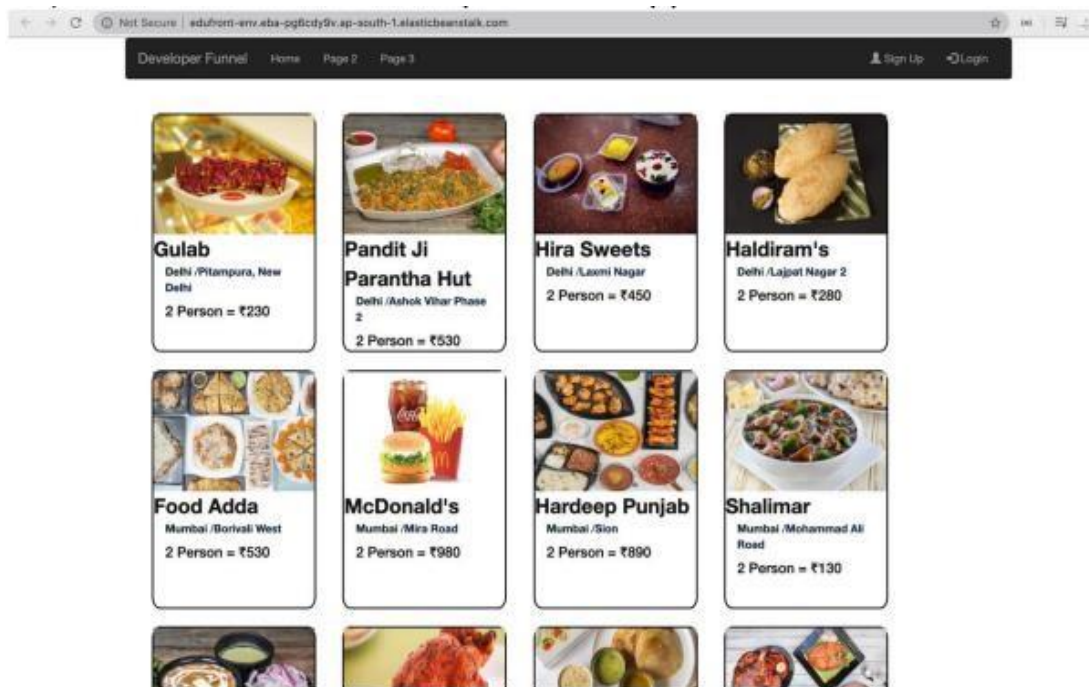 Not Secure | edufront-env.eba-pg6cdy9v.ap-south-1.elasticbeanstalk.com
Developer Funnel Home Page 2 Page 3 Sign Up Login
Gulab
Delhi /Pitampura, New
Delhi
2 Person = ₹230
Pandit Ji
Parantha Hut
Delhi /Ashok Vihar Phase
2
2 Person = ₹530
Hira Sweets
Delhi /Laxmi Nagar
2 Person = ₹450
Haldiram's
Delhi /Lajpat Nagar 2
2 Person = ₹280
Food Adda
Mumbai /Borivali West
2 Person = ₹530
McDonald's
Mumbai /Mira Road
2 Person = ₹980
Hardeep Punjab
Mumbai /Sion
2 Person = ₹890
Shalimar
Mumbai /Mohammad Ali
Road
2 Person = ₹130